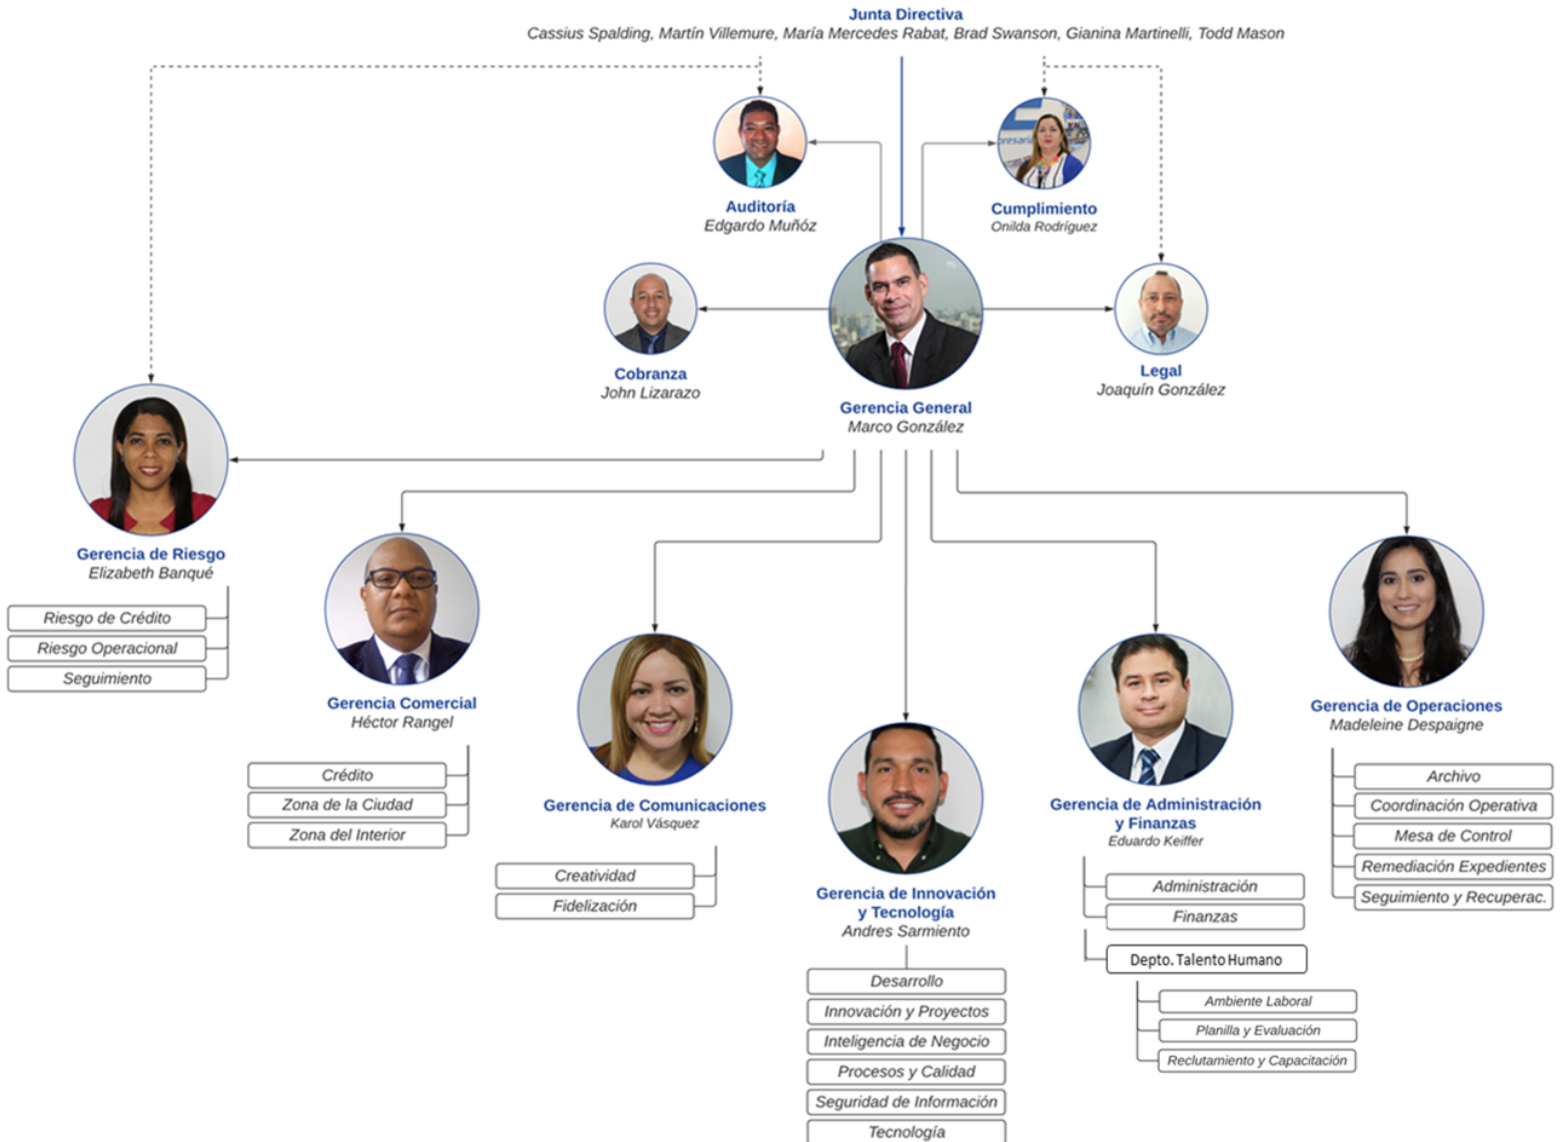 Junta Directiva
Cassius Spalding, Martín Villemure, María Mercedes Rabat, Brad Swanson, Gianina Martinelli, Todd Mason
Auditoría
Edgardo Muñóz
presaria
Cumplimiento
Onilda Rodríguez
Cobranza
John Lizarazo
Gerencia General
Marco González
Legal
Joaquín González
Gerencia de Riesgo
Elizabeth Banqué
Riesgo de Crédito
Riesgo Operacional
Seguimiento
Gerencia Comercial
Héctor Rangel
Crédito
Zona de la Ciudad
Zona del Interior
Gerencia de Comunicaciones
Karol Vásquez
Creatividad
Fidelización
Gerencia de Innovación
y Tecnología
Andres Sarmiento
Desarrollo
Innovación y Proyectos
Inteligencia de Negocio
Procesos y Calidad
Seguridad de Información
Tecnología
Gerencia de Administración
y Finanzas
Eduardo Keiffer
Administración
Finanzas
Depto. Talento Humano
Ambiente Laboral
Planilla y Evaluación
Reclutamiento y Capacitación
Gerencia de Operaciones
Madeleine Despaigne
Archivo
Coordinación Operativa
Mesa de Control
Remediación Expedientes
Seguimiento y Recuperac.